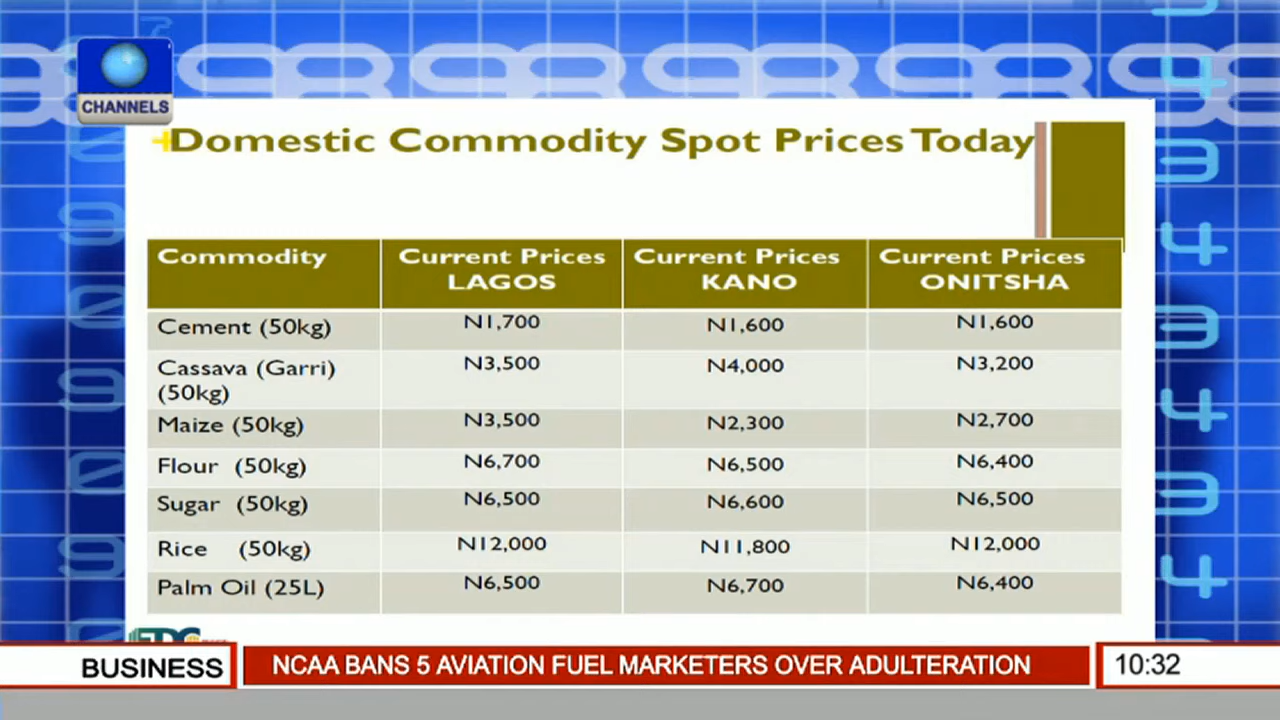 CHANNELS
Domestic Commodity Spot Prices Today
Commodity Current Prices LAGOS Current Prices KANO Current Prices ONITSHA
Cement (50kg) N1,700 N1,600 N1,600
Cassava (Garri) (50kg) N3,500 N4,000 N3,200
Maize (50kg) N3,500 N2,300 N2,700
Flour (50kg) N6,700 N6,500 N6,400
Sugar (50kg) N6,500 N6,600 N6,500
Rice (50kg) N12,000 N11,800 N12,000
Palm Oil (25L) N6,500 N6,700 N6,400
BUSINESS NCAA BANS 5 AVIATION FUEL MARKETERS OVER ADULTERATION 10:32